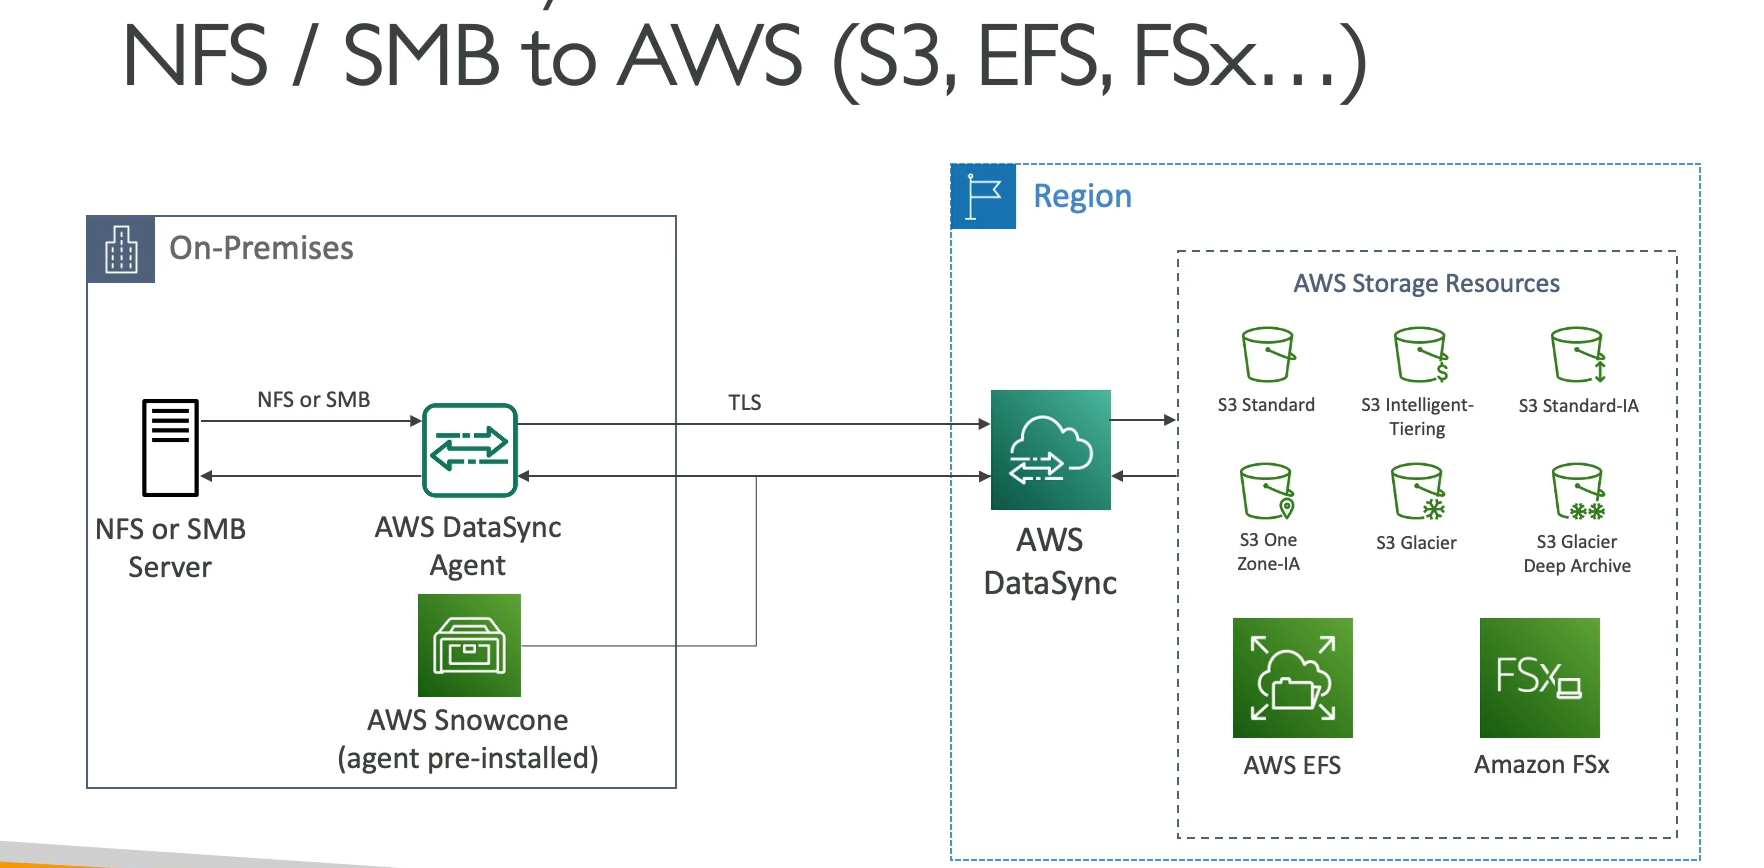 NFS / SMB to AWS (S3, EFS, FSx…)
Region
On-Premises
AWS Storage Resources
S3 Standard
S3 Intelligent-
Tiering
S3 Standard-IA
NFS or SMB
TLS
S3 One
Zone-IA
S3 Glacier
S3 Glacier
Deep Archive
NFS or SMB
Server
AWS DataSync
Agent
AWS
DataSync
FSx
AWS Snowcone
(agent pre-installed)
AWS EFS
Amazon FSx